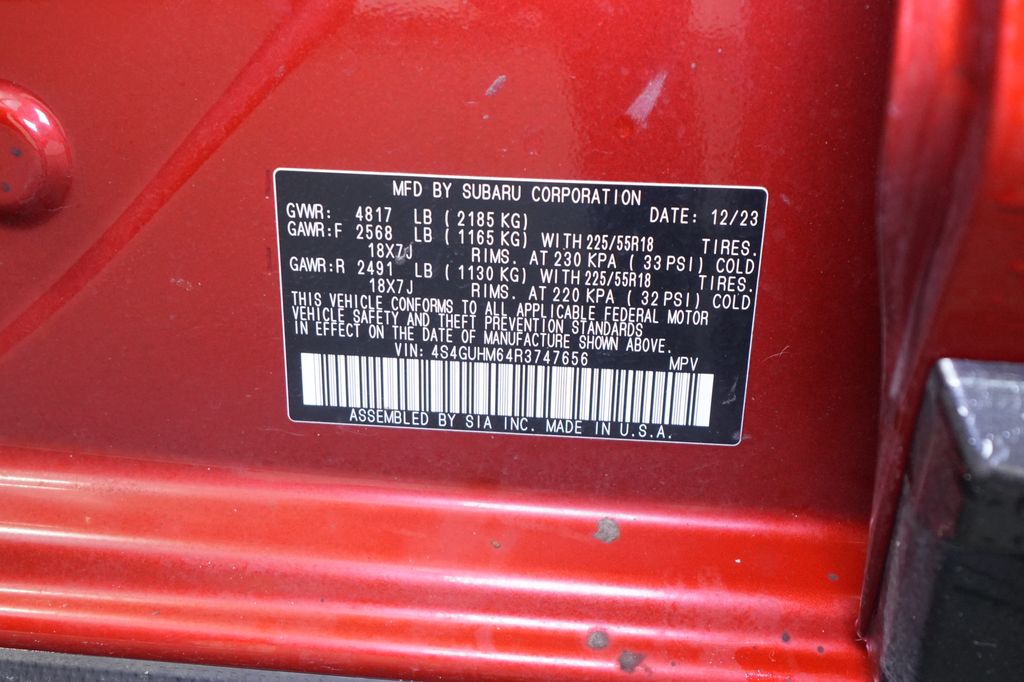 MFD BY SUBARU CORPORATION
GVWR: 4817 LB (2185 KG) DATE: 12/23
GAWR:F 2568 LB (1165 KG) WITH 225/55R18 TIRES.
18X7J RIMS. AT 230 KPA (33 PSI) COLD
GAWR:R 2491 LB (1130 KG) WITH 225/55R18 TIRES.
18X7J RIMS. AT 220 KPA (32 PSI) COLD
THIS VEHICLE CONFORMS TO ALL APPLICABLE FEDERAL MOTOR
VEHICLE SAFETY AND THEFT PREVENTION STANDARDS
IN EFFECT ON THE DATE OF MANUFACTURE SHOWN ABOVE.
VIN: 4S4GUHM64R3747656 MPV
ASSEMBLED BY SIA INC. MADE IN U.S.A.